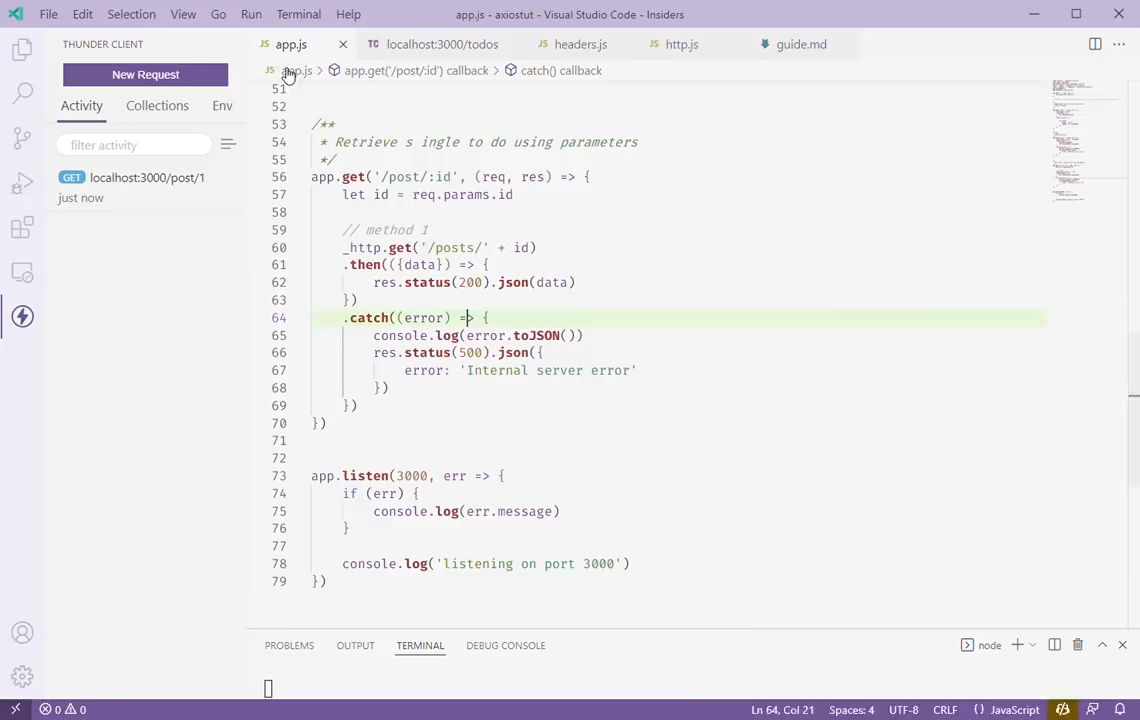 File Edit Selection View Go Run Terminal Help app.js - axiostut - Visual Studio Code - Insiders
THUNDER CLIENT
New Request
Activity Collections Env
filter activity
GET localhost:3000/post/1
just now
JS app.js TC localhost:3000/todos JS headers.js JS http.js guide.md
JS app.js > app.get('/post/:id') callback > catch() callback
51
52
53 /**
54 * Retrieve s ingle to do using parameters
55 */
56 app.get('/post/:id', (req, res) => {
57 let id = req.params.id
58
59 // method 1
60 _http.get('/posts/' + id)
61 .then(({data}) => {
62 res.status(200).json(data)
63 })
64 .catch((error) => {
65 console.log(error.toJSON())
66 res.status(500).json({
67 error: 'Internal server error'
68 })
69 })
70 })
71
72
73 app.listen(3000, err => {
74 if (err) {
75 console.log(err.message)
76 }
77
78 console.log('listening on port 3000')
79 })
PROBLEMS OUTPUT TERMINAL DEBUG CONSOLE node
0 0 Ln 64, Col 21 Spaces: 4 UTF-8 CRLF {} JavaScript